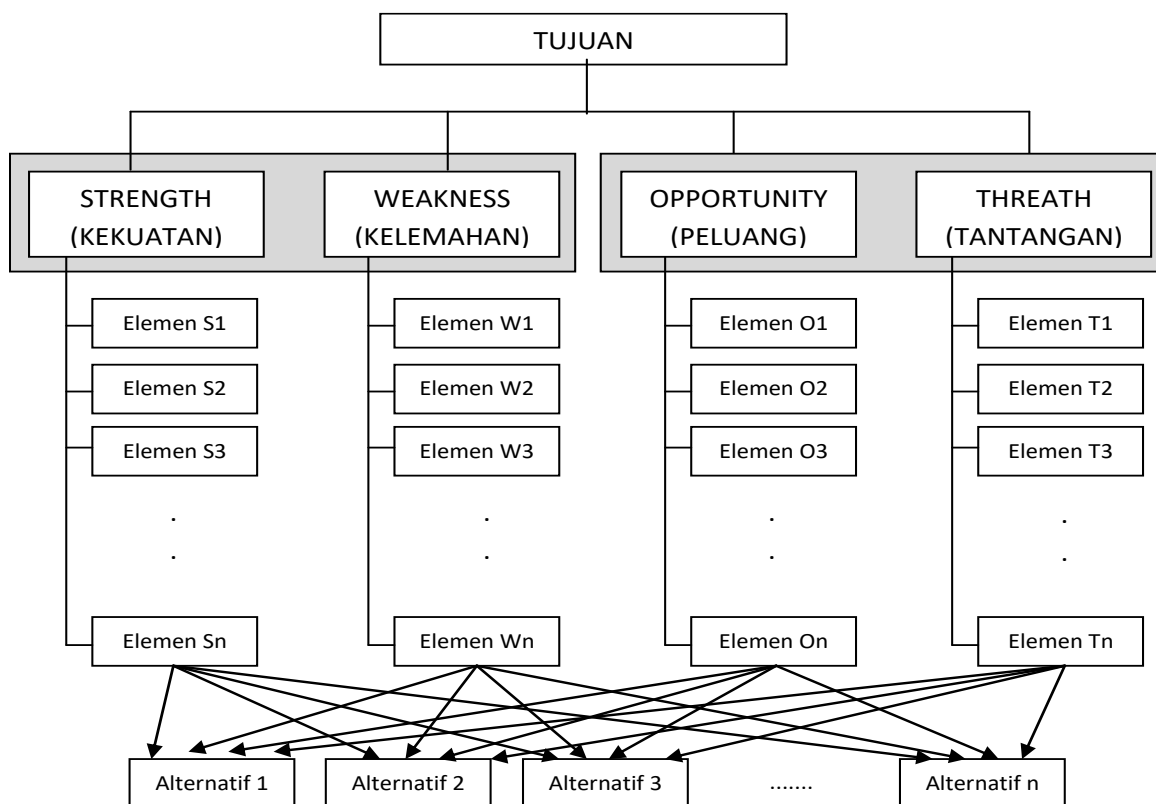 TUJUAN
STRENGTH
(KEKUATAN)
WEAKNESS
(KELEMAHAN)
OPPORTUNITY
(PELUANG)
THREATH
(TANTANGAN)
Elemen S1
Elemen W1
Elemen O1
Elemen T1
Elemen S2
Elemen W2
Elemen O2
Elemen T2
Elemen S3
Elemen W3
Elemen O3
Elemen T3
. . . .
. . . .
Elemen Sn
Elemen Wn
Elemen On
Elemen Tn
Alternatif 1
Alternatif 2
Alternatif 3
.......
Alternatif n